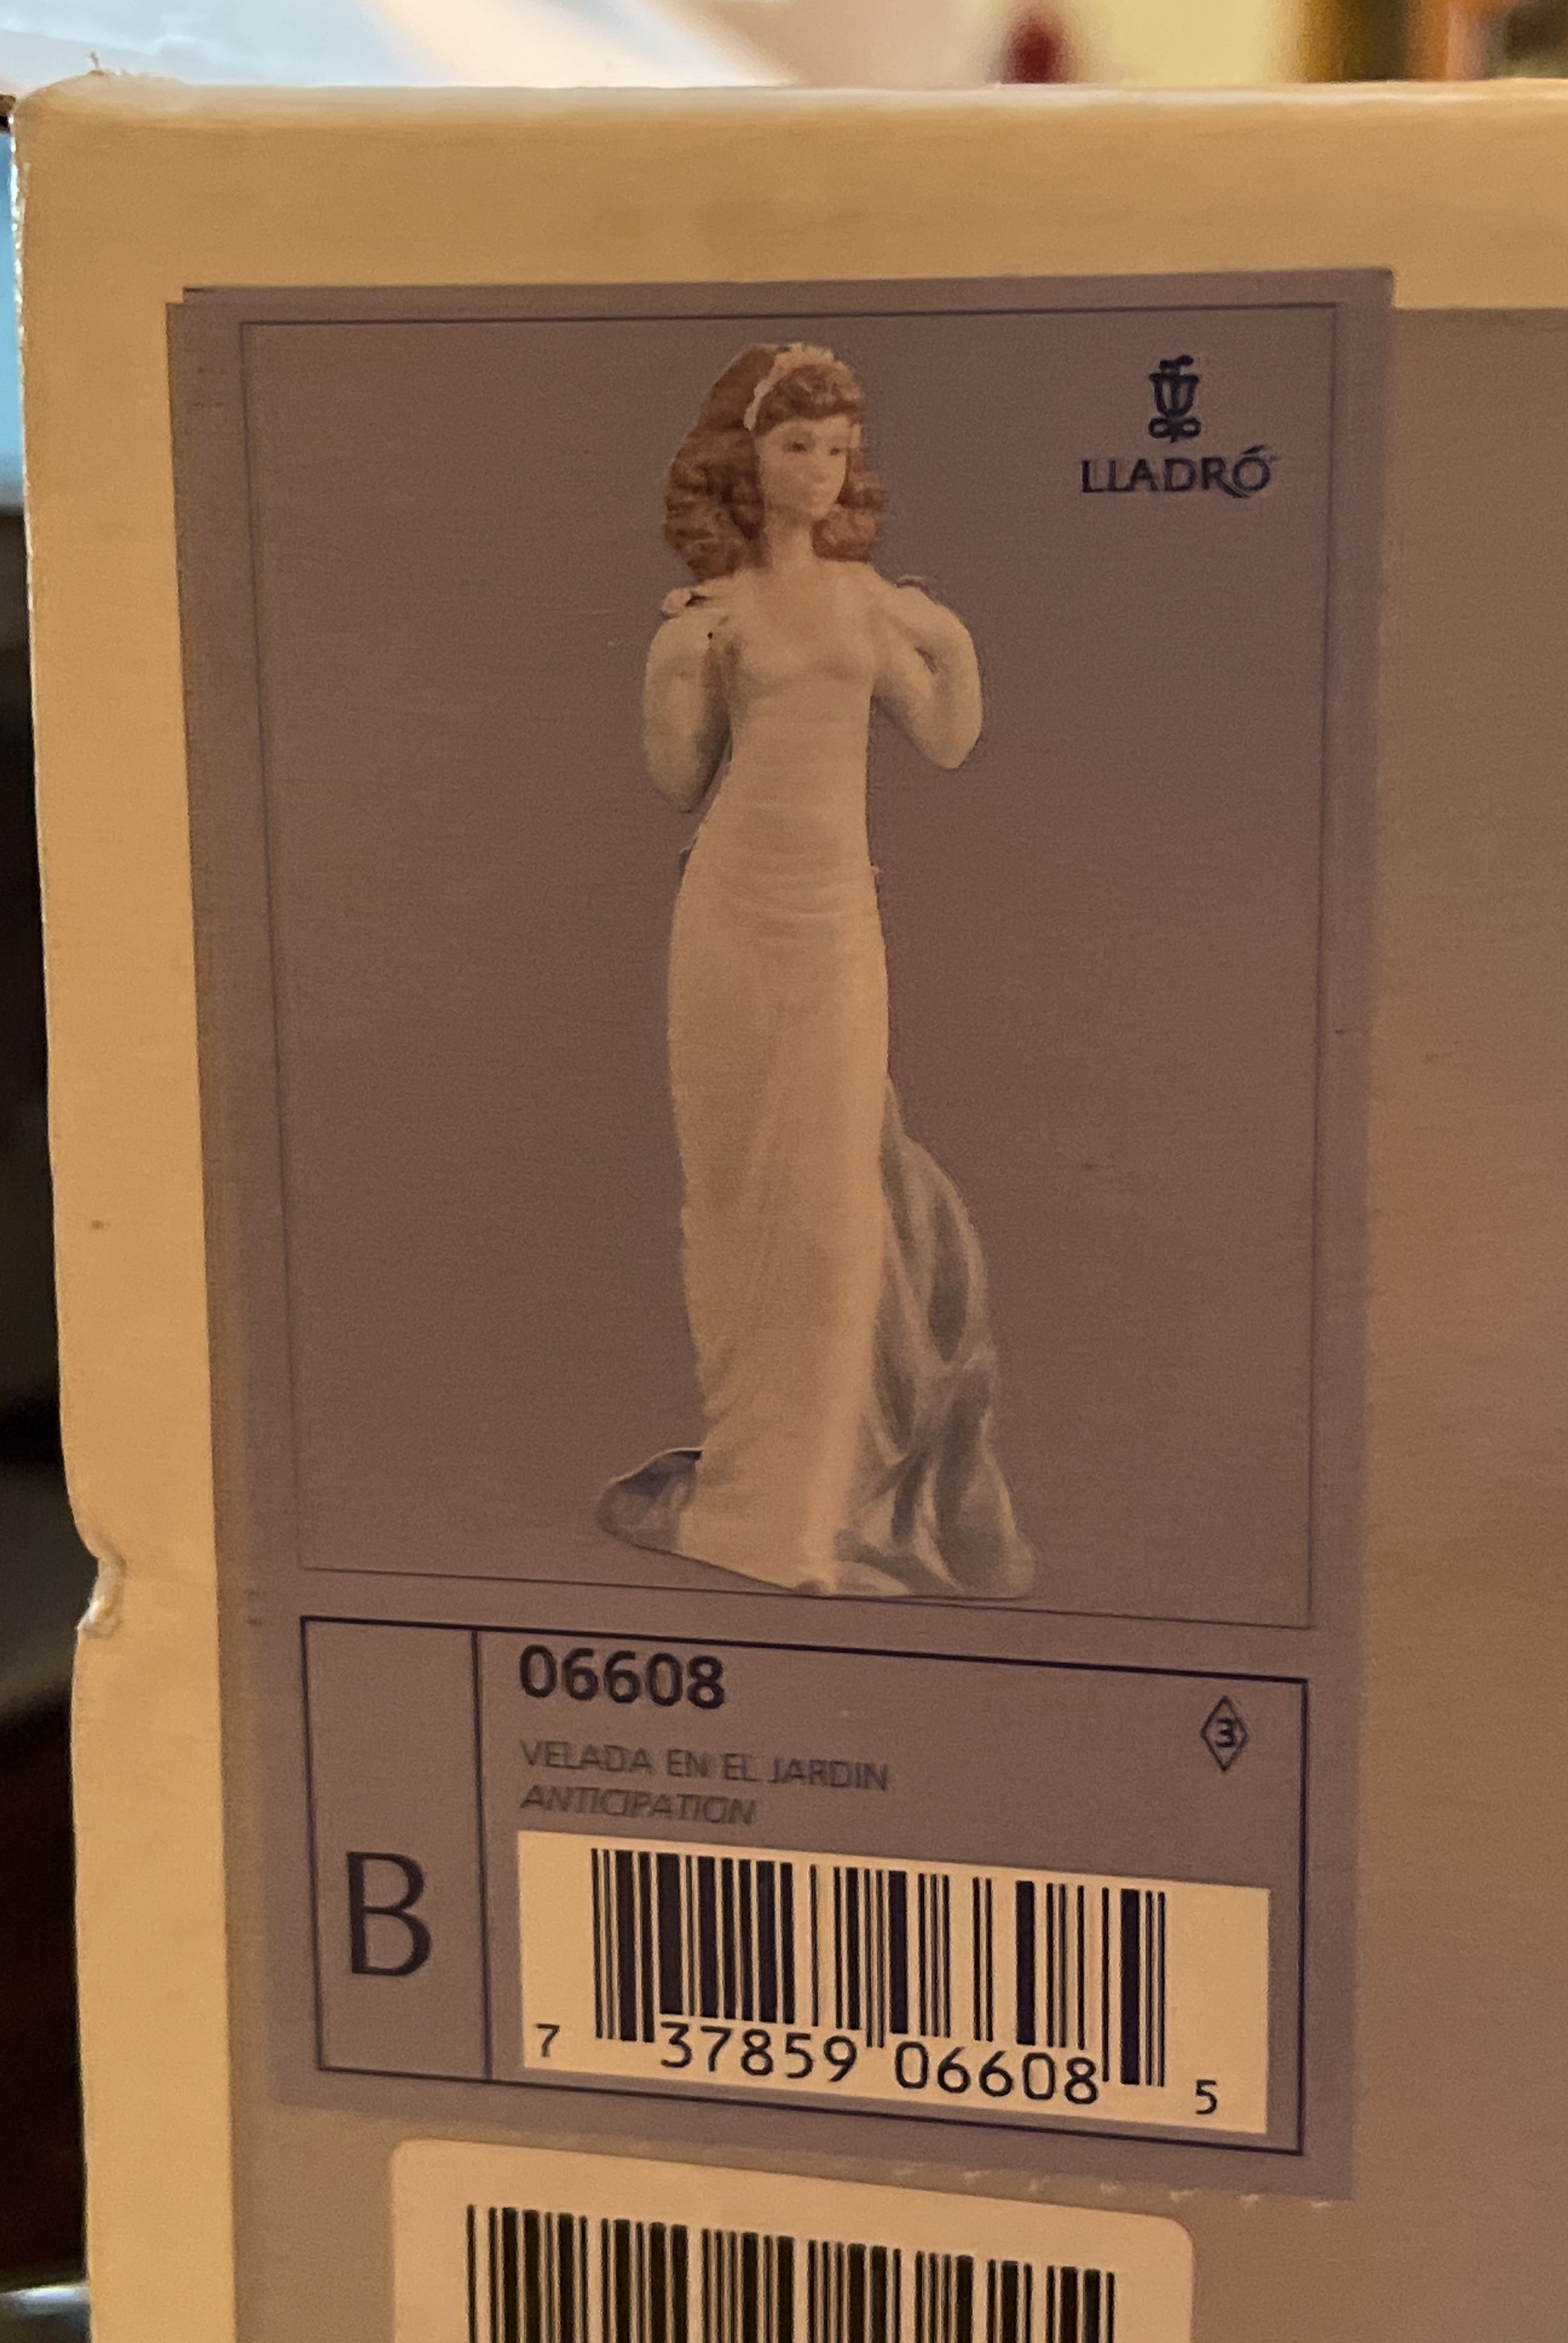 LLADRÓ
06608
3
VELADA EN EL JARDIN
ANTICIPATION
B
7 37859 06608 5